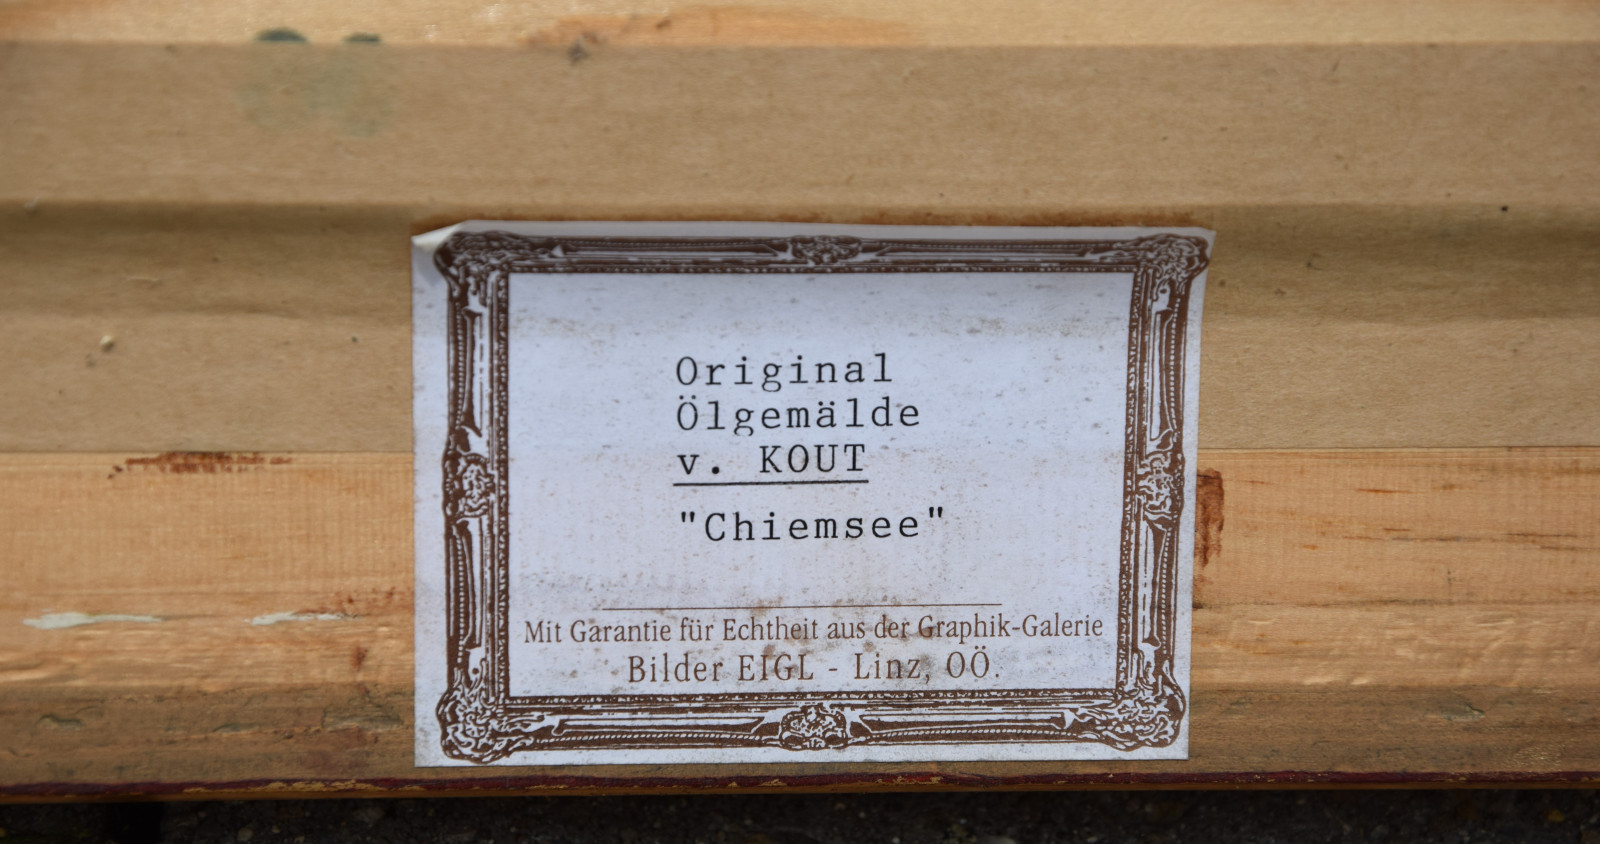 Original
Ölgemälde
v. KOUT
"Chiemsee"
Mit Garantie für Echtheit aus der Graphik-Galerie
Bilder EIGL - Linz, OÖ.